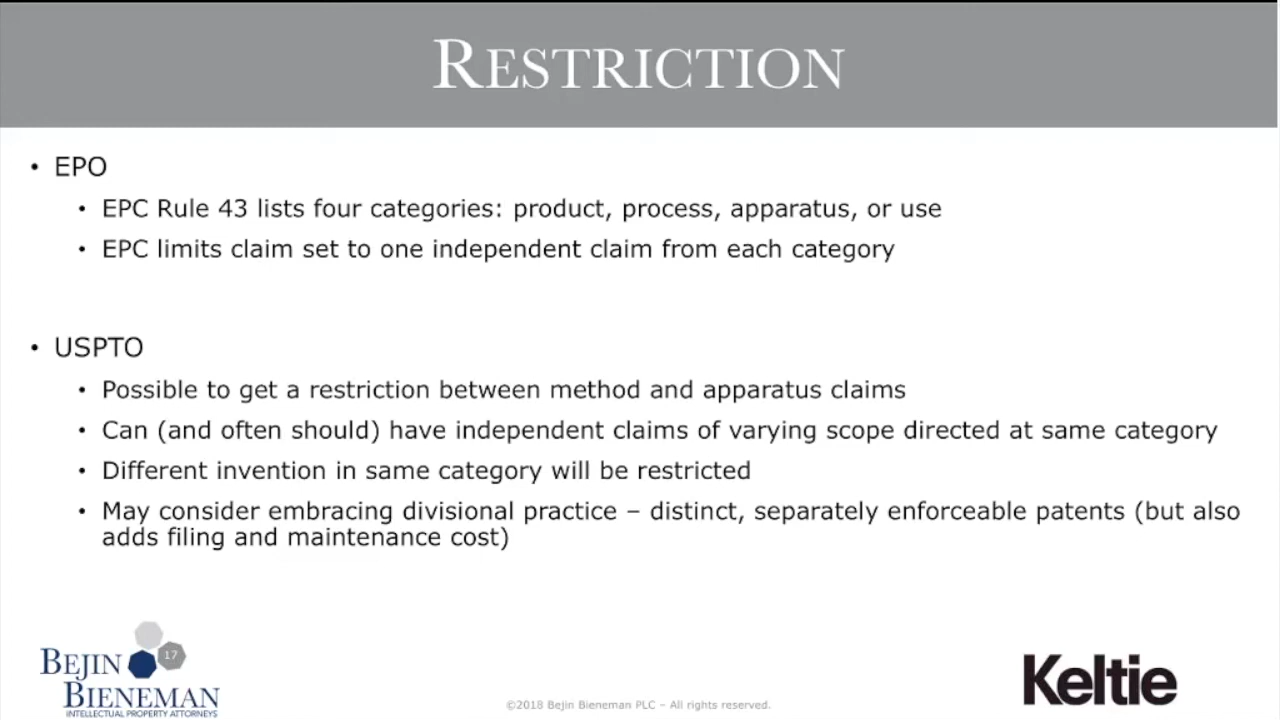 RESTRICTION
• EPO
• EPC Rule 43 lists four categories: product, process, apparatus, or use
• EPC limits claim set to one independent claim from each category
• USPTO
• Possible to get a restriction between method and apparatus claims
• Can (and often should) have independent claims of varying scope directed at same category
• Different invention in same category will be restricted
• May consider embracing divisional practice – distinct, separately enforceable patents (but also
adds filing and maintenance cost)
17
BEJIN
BIENEMAN
INTELLECTUAL PROPERTY ATTORNEYS
©2018 Bejin Bieneman PLC – All rights reserved.
Keltie